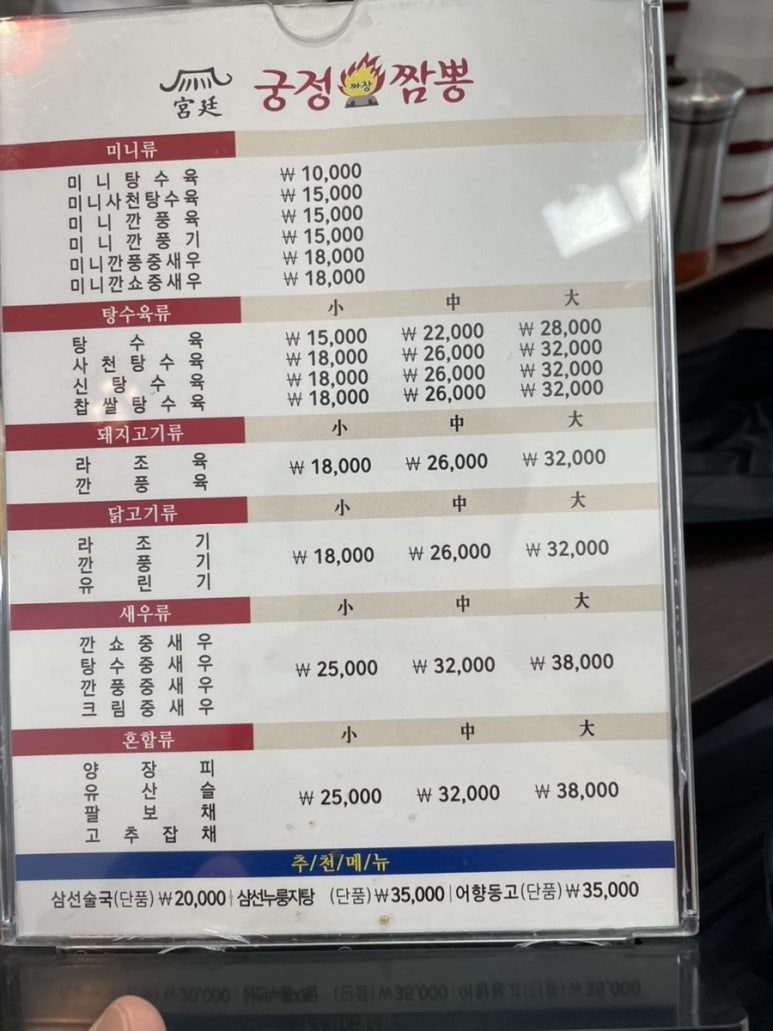 宮廷 궁정 짜장 짬뽕
미니류
미니탕수육 ₩ 10,000
미니사천탕수육 ₩ 15,000
미니깐풍육 ₩ 15,000
미니깐풍기 ₩ 15,000
미니깐풍중새우 ₩ 18,000
미니깐쇼중새우 ₩ 18,000
탕수육류 小 中 大
탕수육 ₩ 15,000 ₩ 22,000 ₩ 28,000
사천탕수육 ₩ 18,000 ₩ 26,000 ₩ 32,000
신탕수육 ₩ 18,000 ₩ 26,000 ₩ 32,000
찹쌀탕수육 ₩ 18,000 ₩ 26,000 ₩ 32,000
돼지고기류 小 中 大
라조육
깐풍육
₩ 18,000 ₩ 26,000 ₩ 32,000
닭고기류 小 中 大
라조기
깐풍기
유린기
₩ 18,000 ₩ 26,000 ₩ 32,000
새우류 小 中 大
깐쇼중새우
탕수중새우
깐풍중새우
크림중새우
₩ 25,000 ₩ 32,000 ₩ 38,000
혼합류 小 中 大
양장피
유산슬
팔보채
고추잡채
₩ 25,000 ₩ 32,000 ₩ 38,000
추/천/메/뉴
삼선술국(단품) ₩ 20,000 | 삼선누룽지탕 (단품) ₩ 35,000 | 어향동고(단품) ₩ 35,000